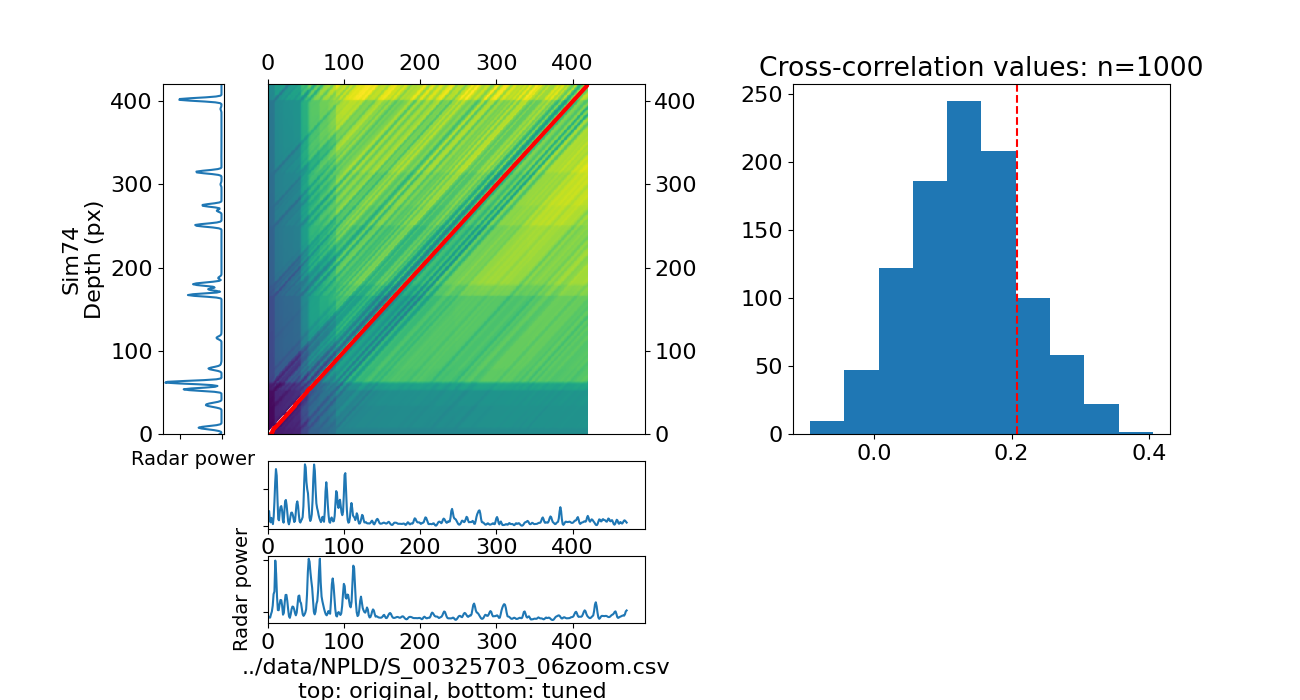 Cross-correlation values: n=1000
0 100 200 300 400
400 300 200 100 0
Sim74
Depth (px)
Radar power
400 300 200 100 0
250 200 150 100 50 0
0.0 0.2 0.4
0 100 200 300 400
Radar power
0 100 200 300 400
../data/NPLD/S_00325703_06zoom.csv
top: original, bottom: tuned